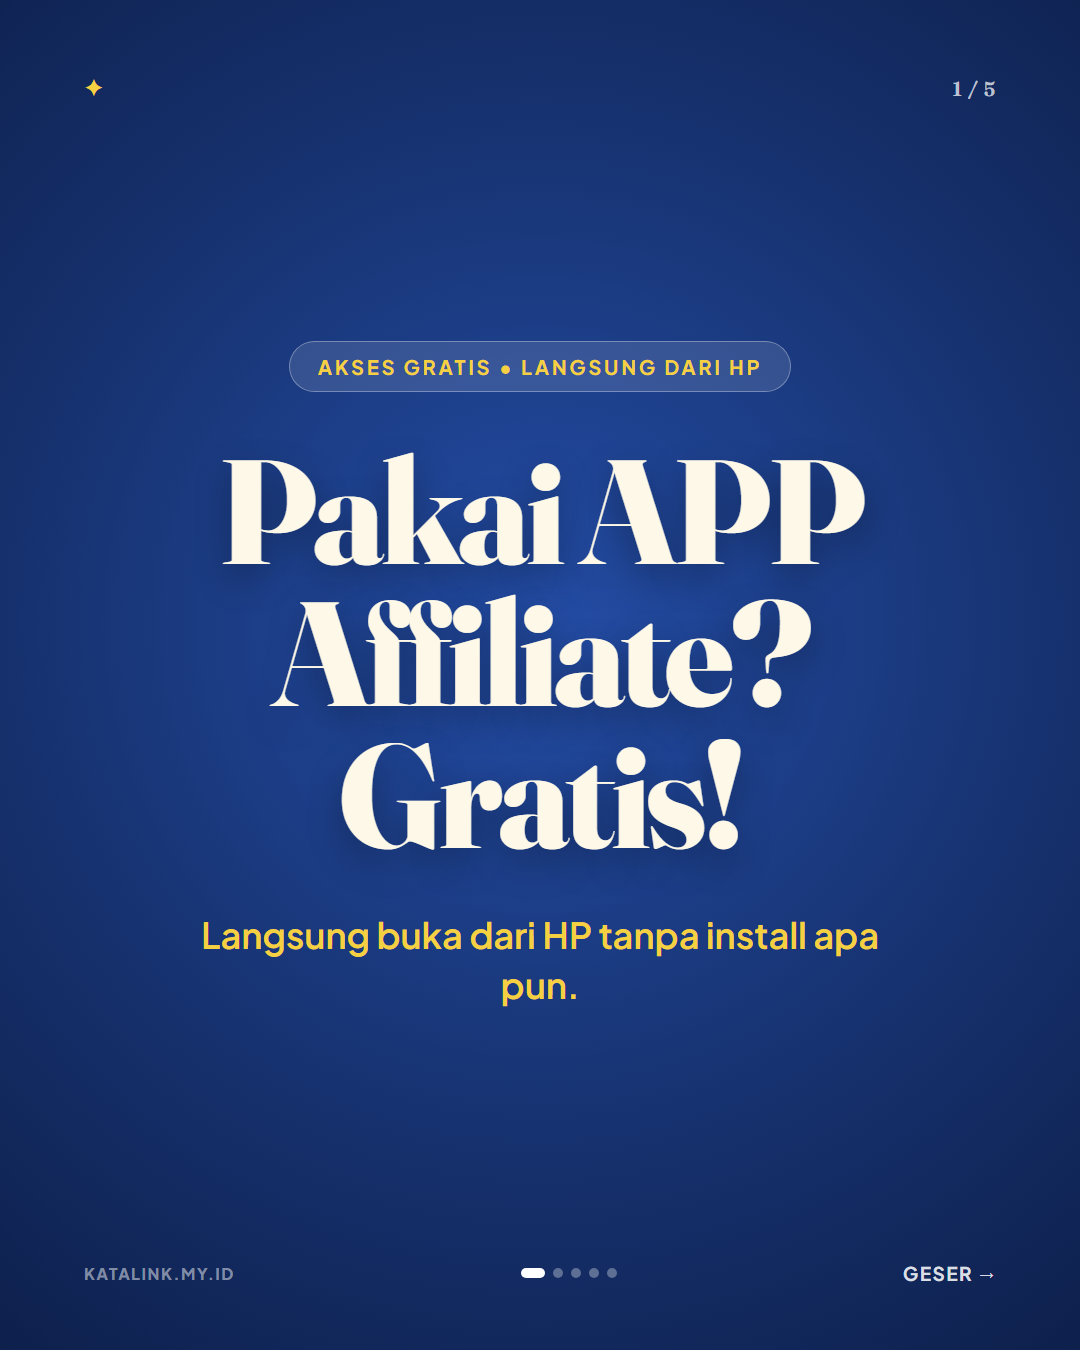 1 / 5
AKSES GRATIS ● LANGSUNG DARI HP
Pakai APP
Affiliate?
Gratis!
Langsung buka dari HP tanpa install apa
pun.
KATALINK.MY.ID
GESER →